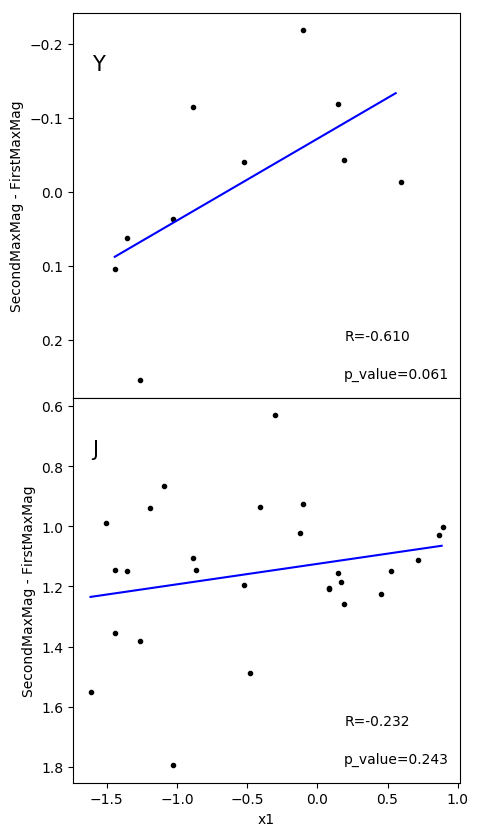 −0.2
−0.1
0.0
0.1
0.2
SecondMaxMag - FirstMaxMag
Y
R=-0.610
p_value=0.061
0.6
0.8
1.0
1.2
1.4
1.6
1.8
SecondMaxMag - FirstMaxMag
J
R=-0.232
p_value=0.243
−1.5 −1.0 −0.5 0.0 0.5 1.0
x1